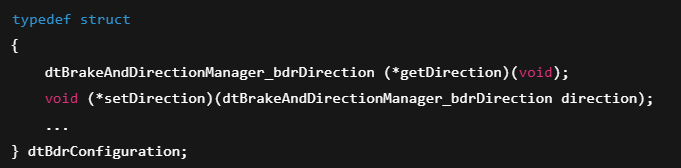 typedef struct
{
    dtBrakeAndDirectionManager_bdrDirection (*getDirection)(void);
    void (*setDirection)(dtBrakeAndDirectionManager_bdrDirection direction);
    ...
} dtBdrConfiguration;